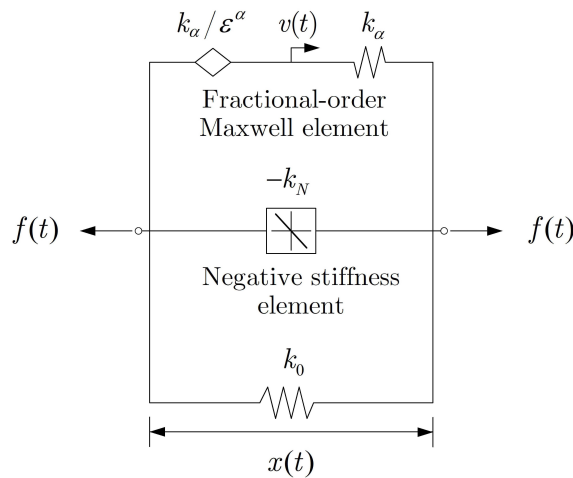 k_α / ε^α v(t) k_α
Fractional-order
Maxwell element
−k_N
f(t) f(t)
Negative stiffness
element
k_0
x(t)